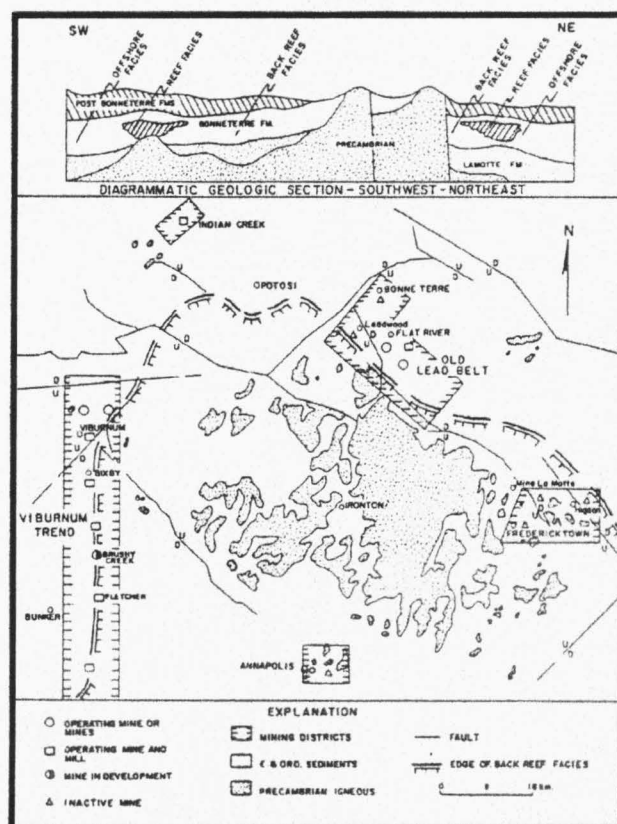 SW NE
OFFSHORE FACIES
REEF FACIES
BACK REEF FACIES
BACK REEF FACIES
REEF FACIES
OFFSHORE FACIES
POST BONNETERRE FMS
BONNETERRE FM.
PRECAMBRIAN
LAMOTTE FM
DIAGRAMMATIC GEOLOGIC SECTION - SOUTHWEST - NORTHEAST
INDIAN CREEK
N
POTOSI
BONNE TERRE
Leadwood
FLAT RIVER
OLD
LEAD BELT
VIBURNUM
BIXBY
Mine La Motte
IRONTON
Higdon
VIBURNUM
TREND
FREDERICKTOWN
BRUSHY
CREEK
FLETCHER
BUNKER
ANNAPOLIS
EXPLANATION
OPERATING MINE OR
MINES
OPERATING MINE AND
MILL
MINE IN DEVELOPMENT
INACTIVE MINE
MINING DISTRICTS
Є & ORD. SEDIMENTS
PRECAMBRIAN IGNEOUS
FAULT
EDGE OF BACK REEF FACIES